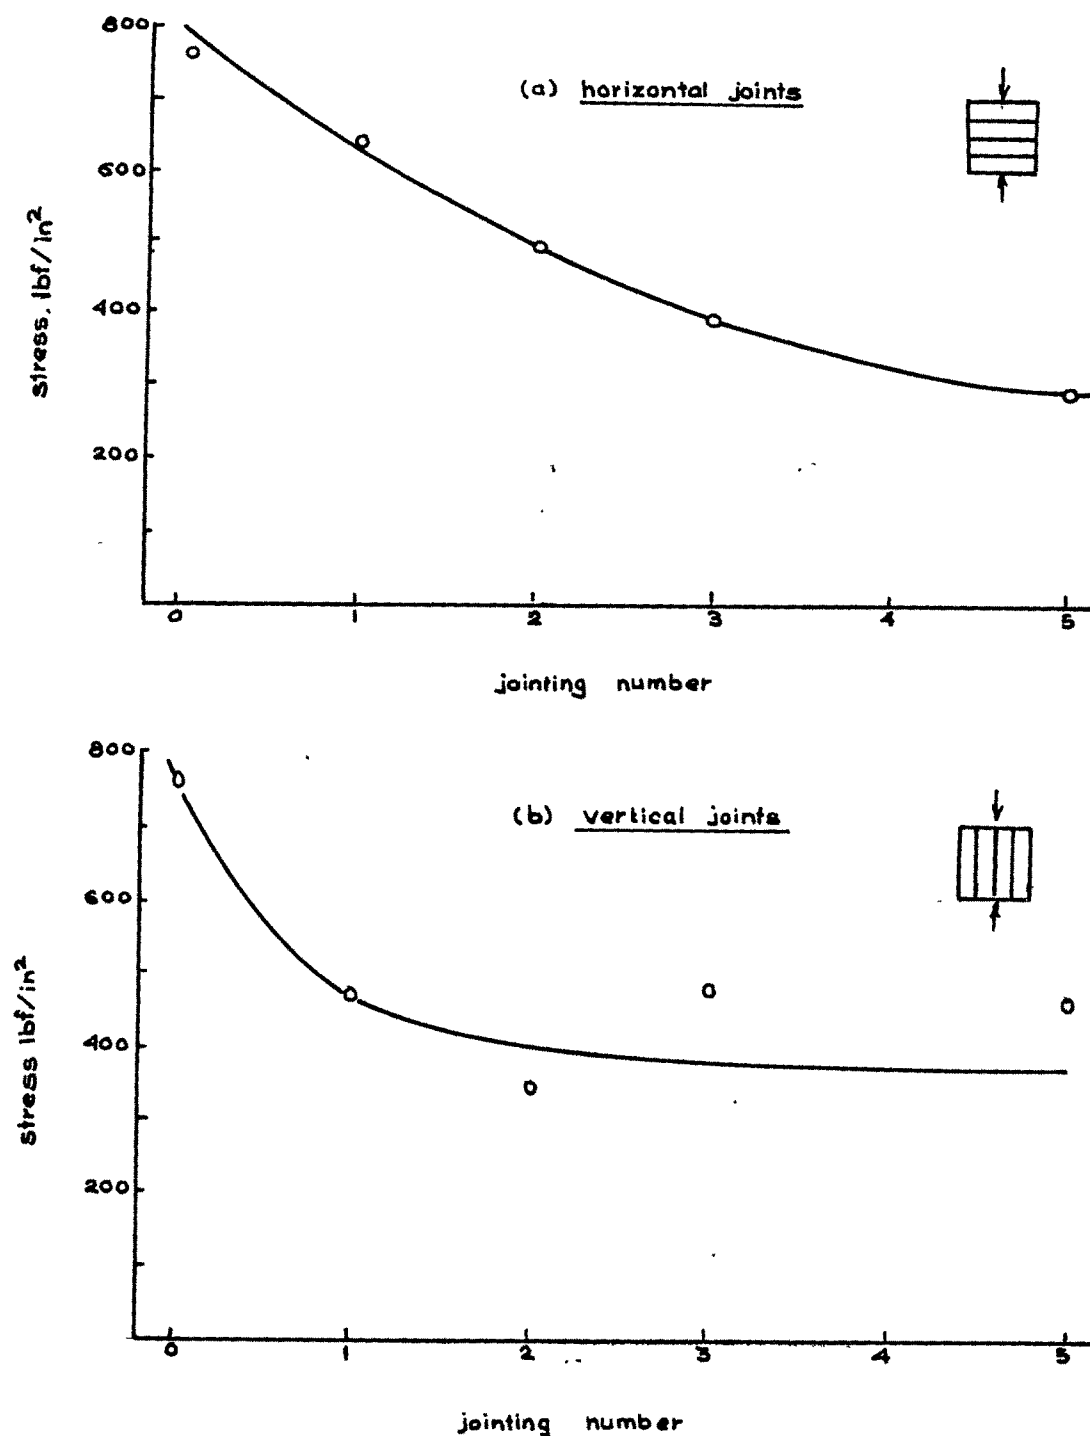 800
600
400
200
stress, lbf/in²
(a) horizontal joints
0 1 2 3 4 5
jointing number
800
600
400
200
stress lbf/in²
(b) vertical joints
0 1 2 3 4 5
jointing number